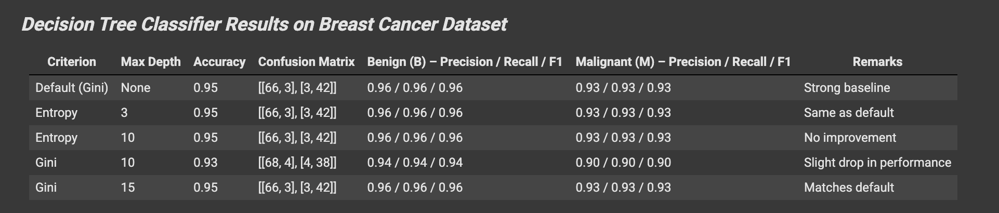 Decision Tree Classifier Results on Breast Cancer Dataset
Criterion Max Depth Accuracy Confusion Matrix Benign (B) – Precision / Recall / F1 Malignant (M) – Precision / Recall / F1 Remarks
Default (Gini) None 0.95 [[66, 3], [3, 42]] 0.96 / 0.96 / 0.96 0.93 / 0.93 / 0.93 Strong baseline
Entropy 3 0.95 [[66, 3], [3, 42]] 0.96 / 0.96 / 0.96 0.93 / 0.93 / 0.93 Same as default
Entropy 10 0.95 [[66, 3], [3, 42]] 0.96 / 0.96 / 0.96 0.93 / 0.93 / 0.93 No improvement
Gini 10 0.93 [[68, 4], [4, 38]] 0.94 / 0.94 / 0.94 0.90 / 0.90 / 0.90 Slight drop in performance
Gini 15 0.95 [[66, 3], [3, 42]] 0.96 / 0.96 / 0.96 0.93 / 0.93 / 0.93 Matches default